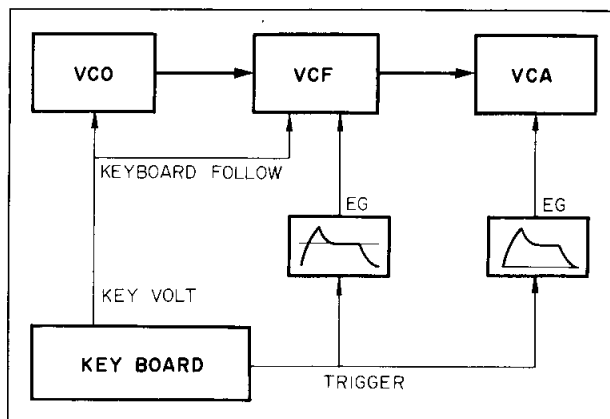 VCO
VCF
VCA
KEYBOARD FOLLOW
EG
EG
KEY VOLT
KEY BOARD
TRIGGER